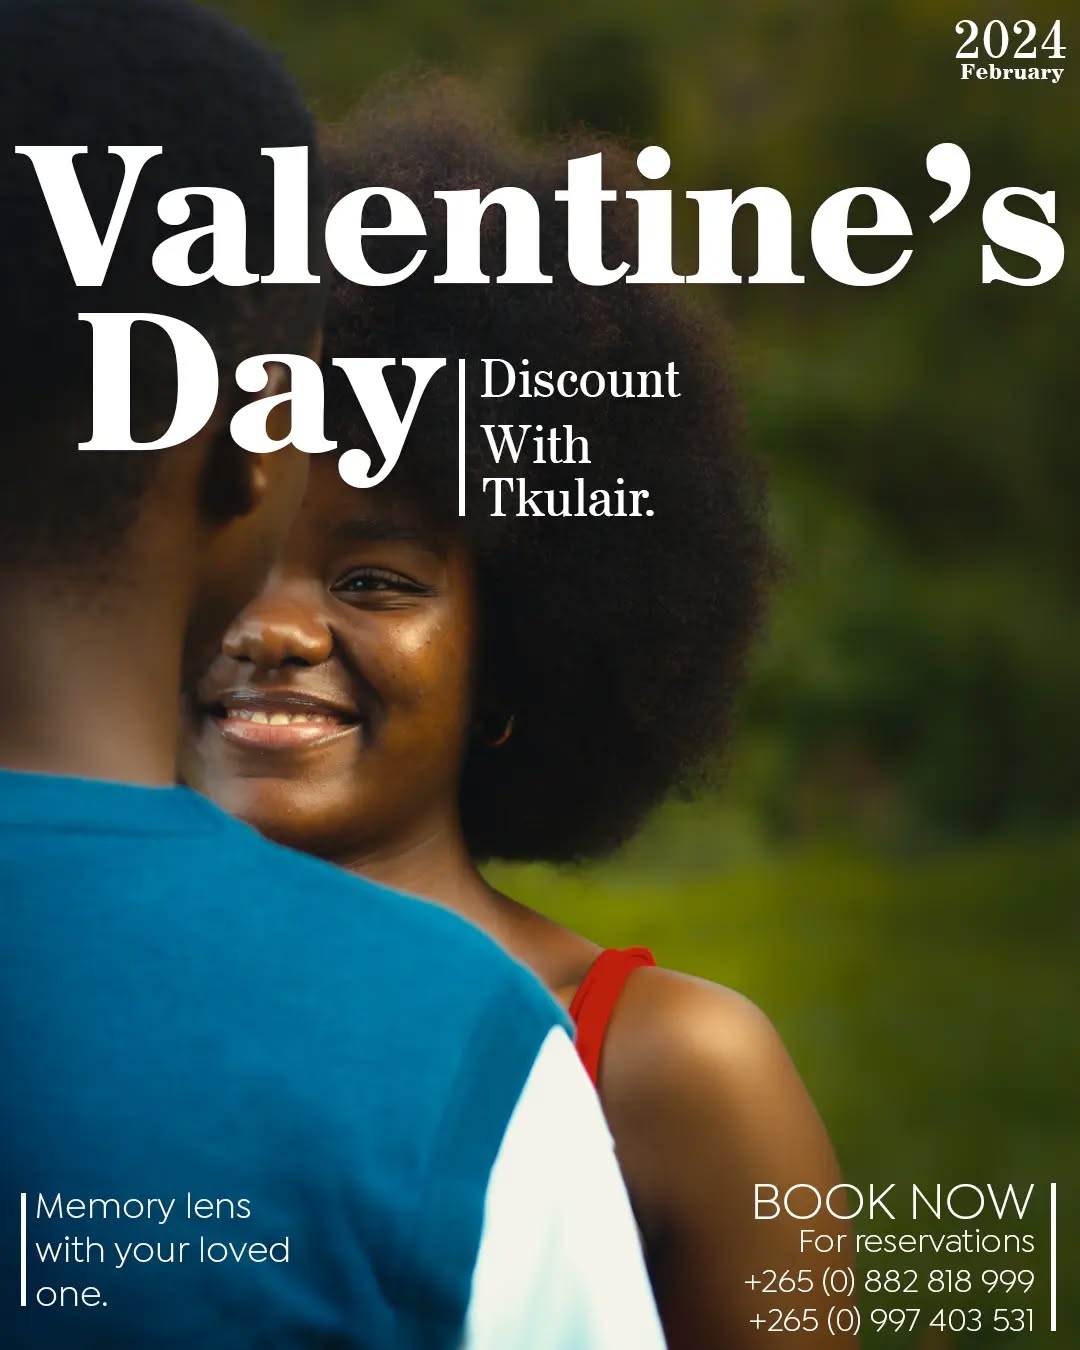 2024
February
Valentine's
Day
Discount
With
Tkulair.
Memory lens
with your loved
one.
BOOK NOW
For reservations
+265 (0) 882 818 999
+265 (0) 997 403 531